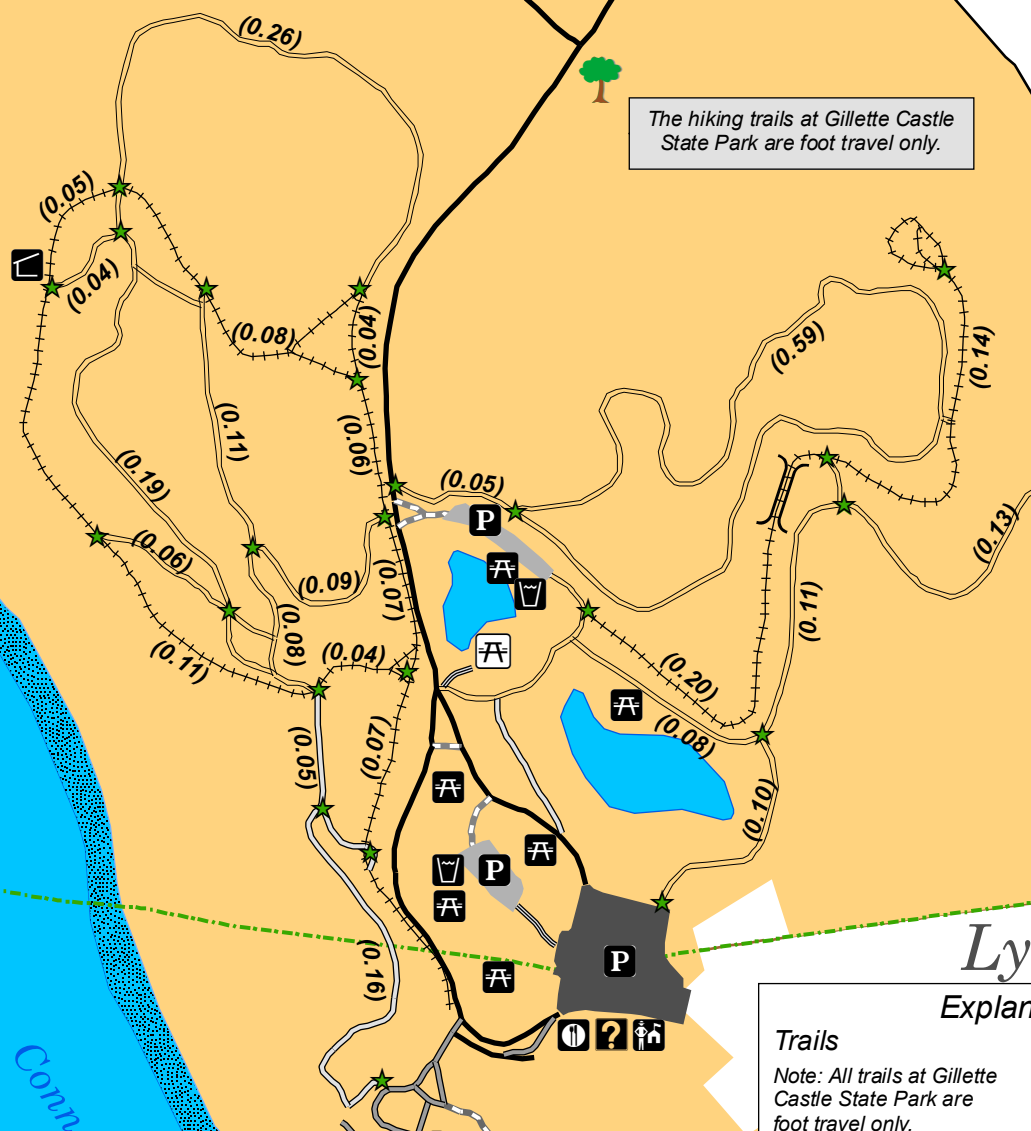 (0.26)
The hiking trails at Gillette Castle
State Park are foot travel only.
(0.05)
(0.04)
(0.08)
(0.04)
(0.59)
(0.14)
(0.11)
(0.06)
(0.19)
(0.05)
P
(0.13)
(0.06)
(0.09)
(0.07)
(0.11)
(0.08)
(0.11)
(0.04)
(0.20)
(0.07)
(0.08)
(0.05)
(0.10)
P
(0.16)
P
Ly
?
Explan
Trails
Note: All trails at Gillette
Castle State Park are
foot travel only.
Conn